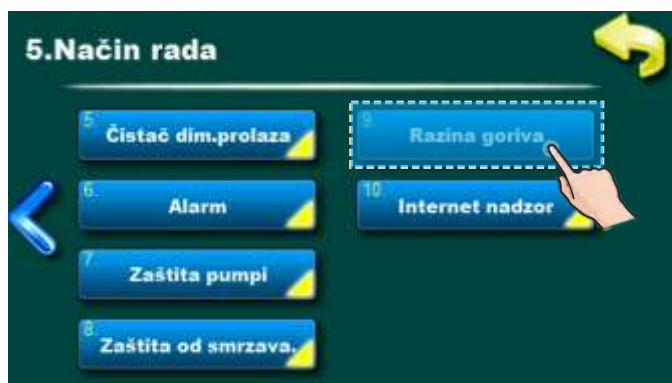 5.Način rada
5.
Čistač dim.prolaza
6.
Alarm
7.
Zaštita pumpi
8.
Zaštita od smrzava.
9.
Razina goriva
10
Internet nadzor